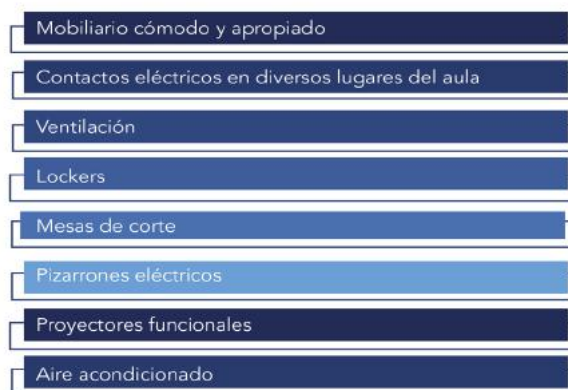 Mobiliario cómodo y apropiado
Contactos eléctricos en diversos lugares del aula
Ventilación
Lockers
Mesas de corte
Pizarrones eléctricos
Proyectores funcionales
Aire acondicionado